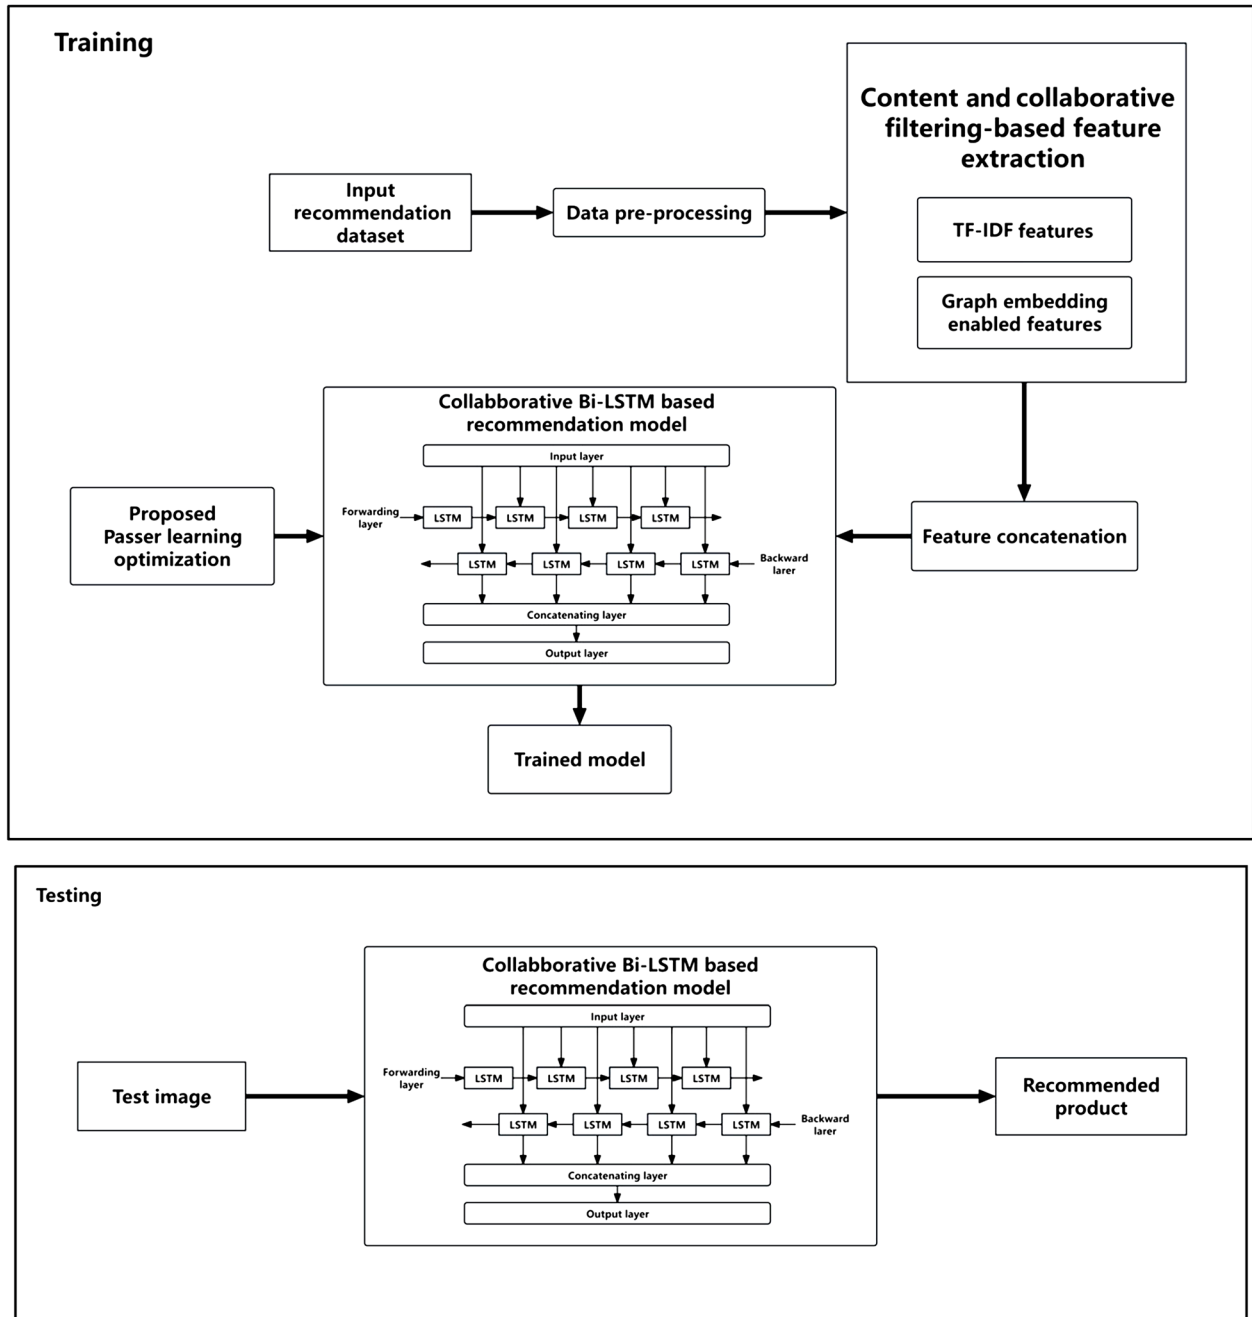 Training
Content and collaborative
filtering-based feature
extraction
Input
recommendation
dataset
Data pre-processing
TF-IDF features
Graph embedding
enabled features
Collabborative Bi-LSTM based
recommendation model
Input layer
Forwarding
layer
LSTM
LSTM
LSTM
LSTM
LSTM
LSTM
LSTM
LSTM
Backward
larer
Concatenating layer
Output layer
Proposed
Passer learning
optimization
Feature concatenation
Trained model
Testing
Collabborative Bi-LSTM based
recommendation model
Input layer
Forwarding
layer
LSTM
LSTM
LSTM
LSTM
LSTM
LSTM
LSTM
LSTM
Backward
larer
Concatenating layer
Output layer
Test image
Recommended
product